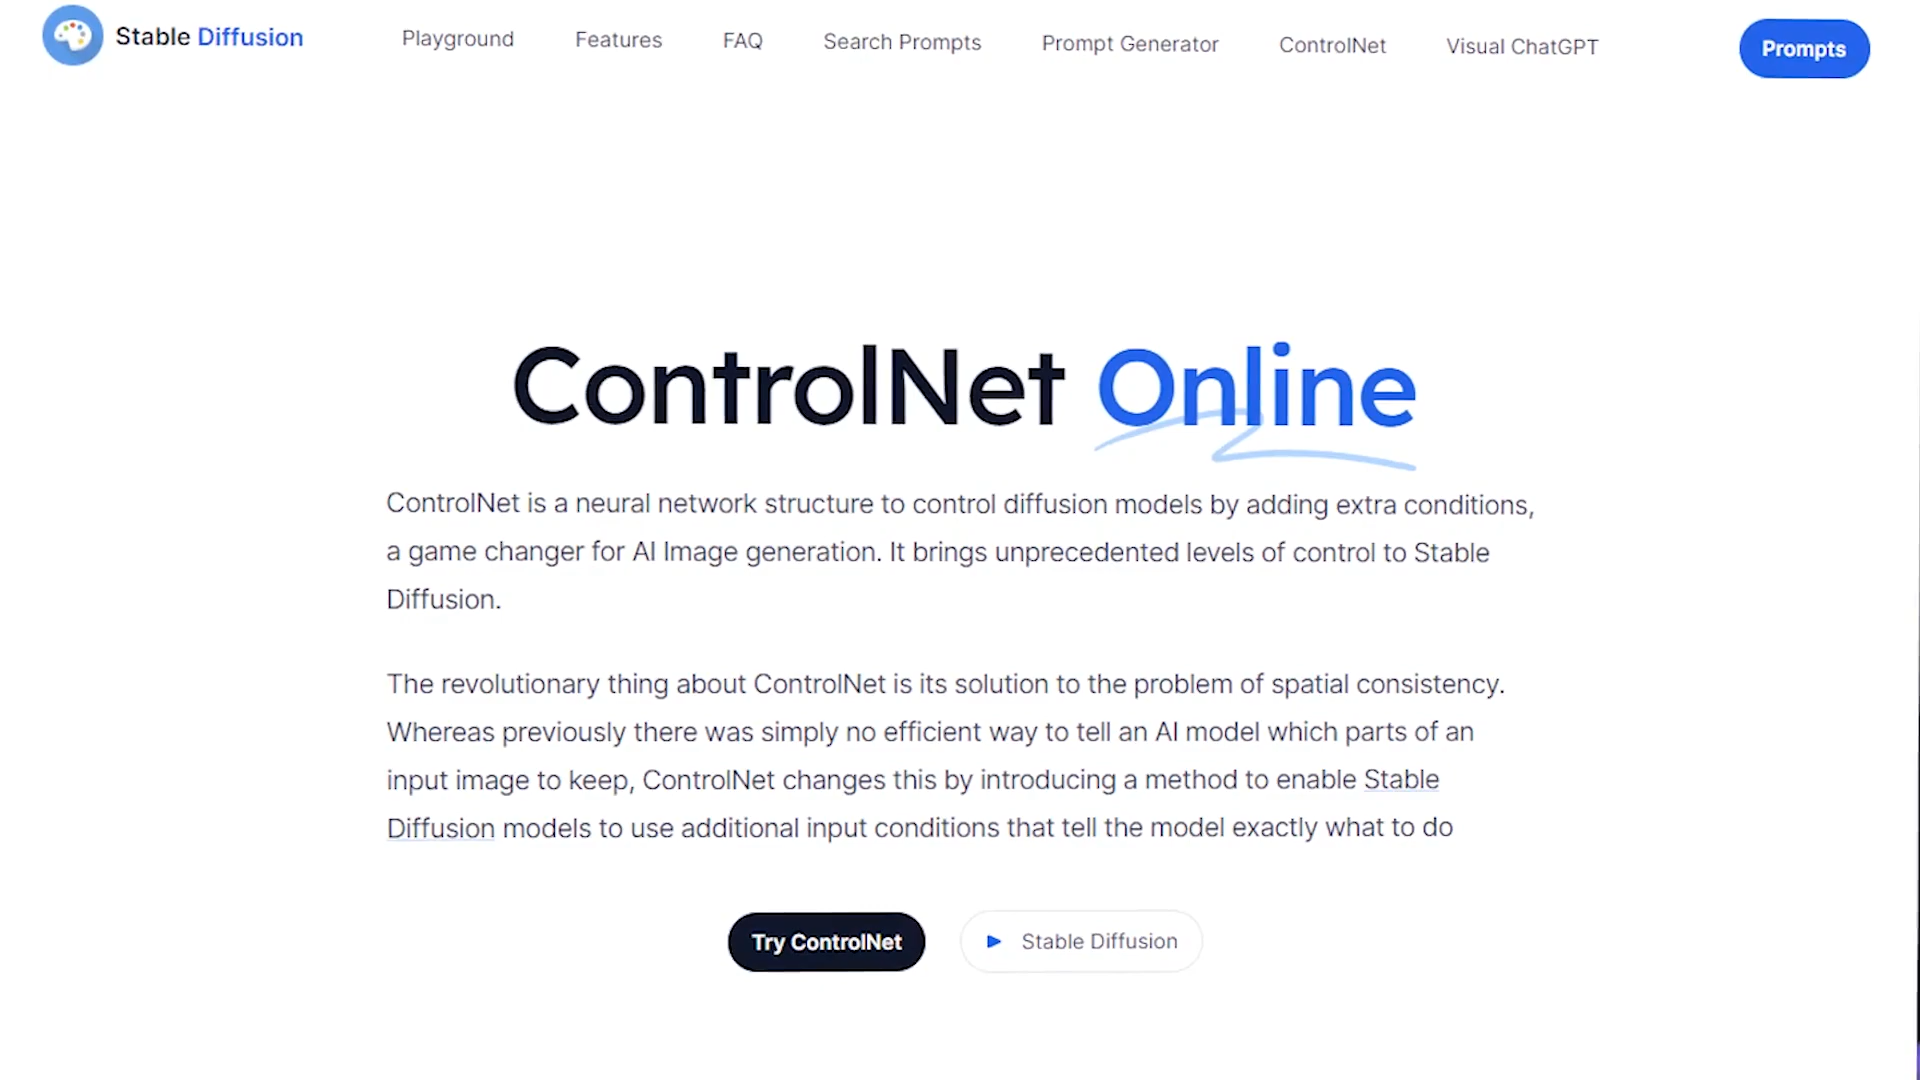 Stable Diffusion
Playground
Features
FAQ
Search Prompts
Prompt Generator
ControlNet
Visual ChatGPT
Prompts
ControlNet Online
ControlNet is a neural network structure to control diffusion models by adding extra conditions,
a game changer for AI Image generation. It brings unprecedented levels of control to Stable
Diffusion.
The revolutionary thing about ControlNet is its solution to the problem of spatial consistency.
Whereas previously there was simply no efficient way to tell an AI model which parts of an
input image to keep, ControlNet changes this by introducing a method to enable Stable
Diffusion models to use additional input conditions that tell the model exactly what to do
Try ControlNet
Stable Diffusion